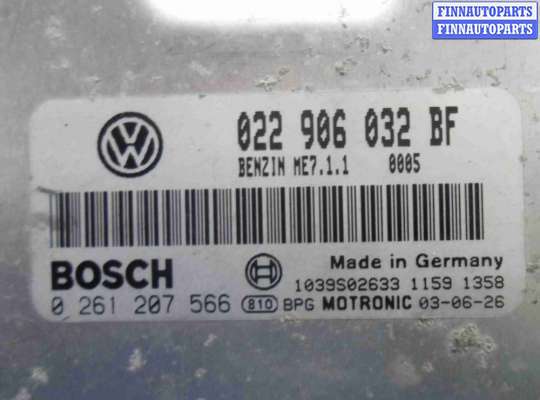 FINNAUTOPARTS
FINNAUTOPARTS
022 906 032 BF
BENZIN ME7.1.1 0005
BOSCH
Made in Germany
1039S02633 1159 1358
0 261 207 566 810 BPG MOTRONIC 03-06-26